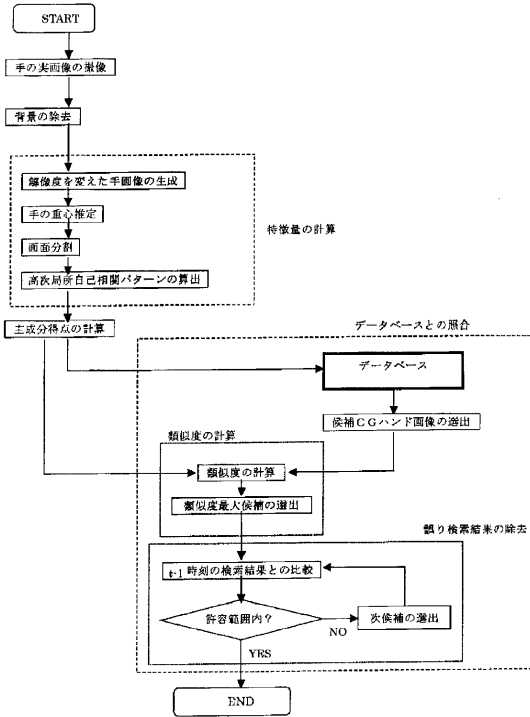 START
手の実画像の撮像
背景の除去
解像度を変えた手画像の生成
手の重心推定
特徴量の計算
画面分割
高次局所自己相関パターンの算出
主成分得点の計算
データベースとの照合
データベース
候補CGハンド画像の選出
類似度の計算
類似度の計算
類似度最大候補の選出
誤り検索結果の除去
t-1 時刻の検索結果との比較
許容範囲内?
次候補の選出
NO
YES
END